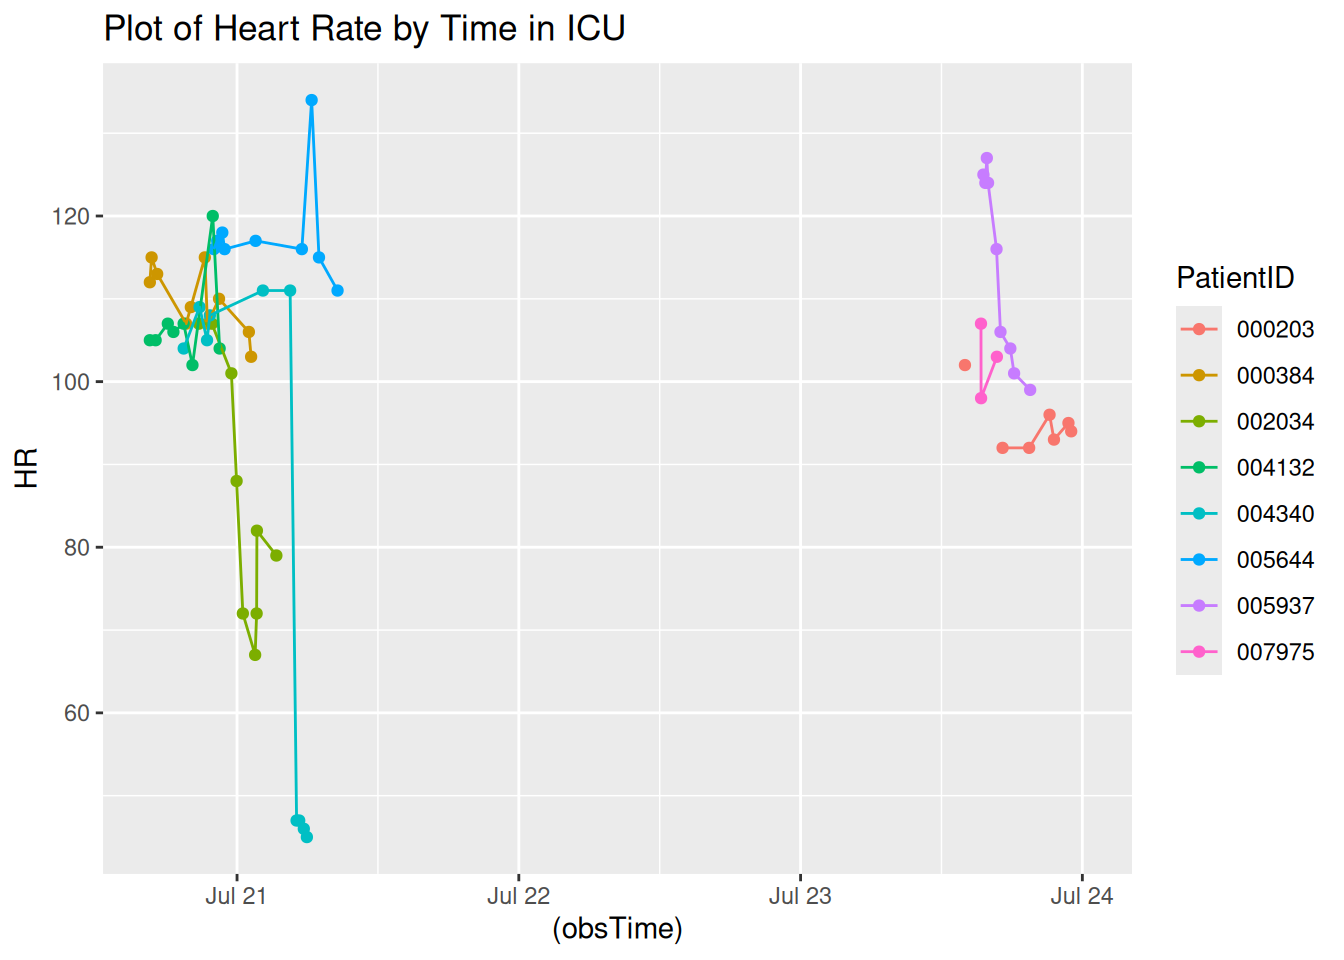 Plot of Heart Rate by Time in ICU
HR
120
100
80
60
Jul 21
Jul 22
Jul 23
Jul 24
(obsTime)
PatientID
000203
000384
002034
004132
004340
005644
005937
007975